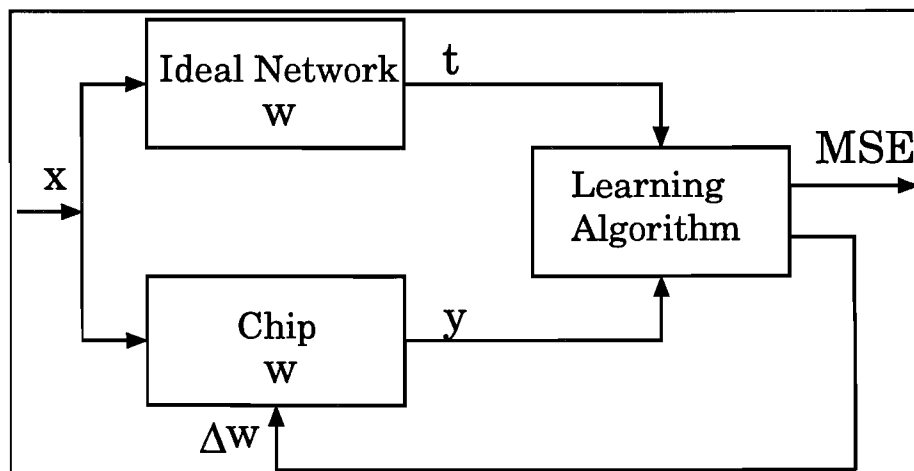 Ideal Network
w
t
x
MSE
Learning
Algorithm
Chip
w
y
Δw